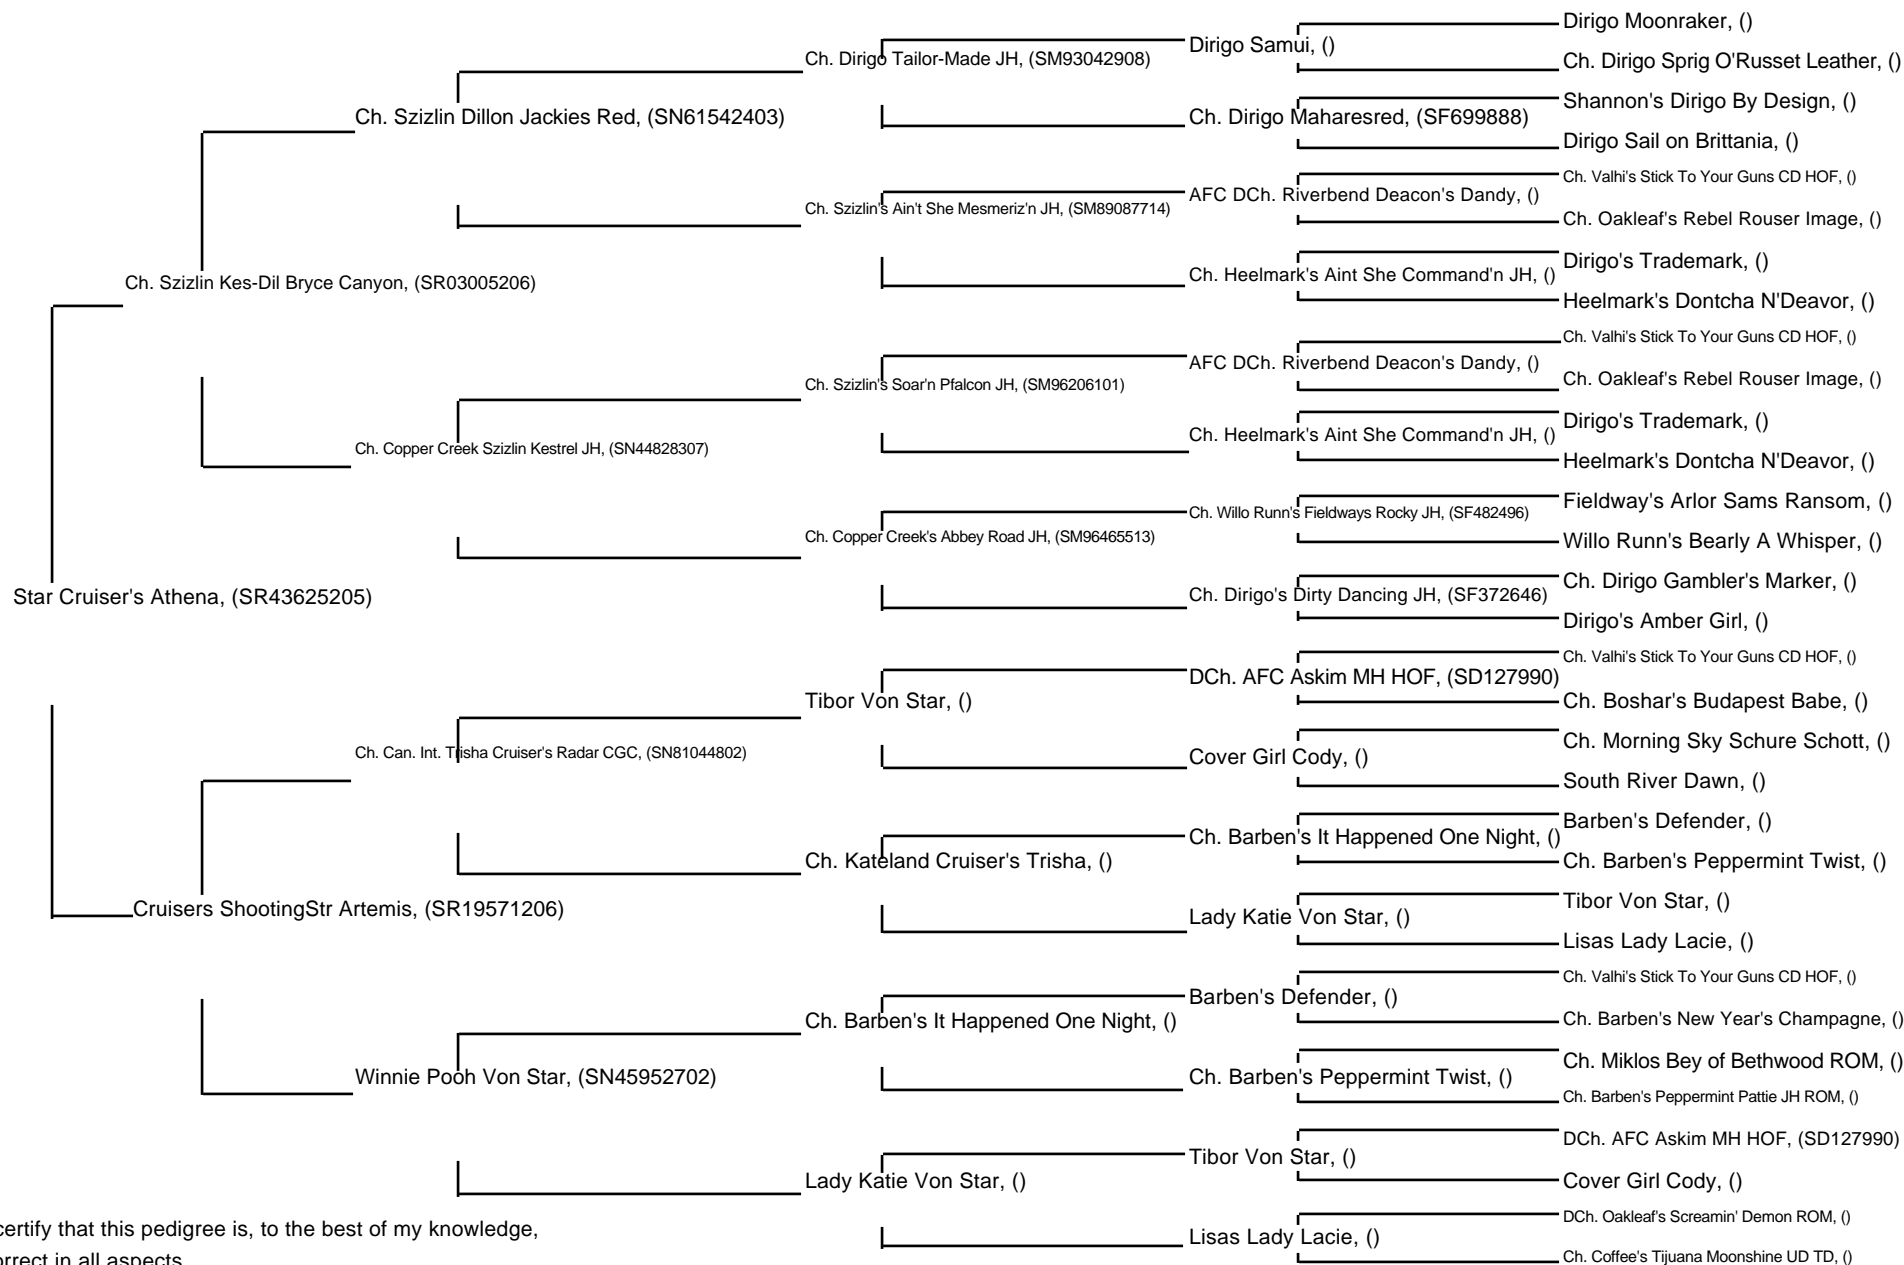 Dirigo Moonraker, ()
Dirigo Samui, ()
Ch. Dirigo Tailor-Made JH, (SM93042908)
Ch. Dirigo Sprig O'Russet Leather, ()
Shannon's Dirigo By Design, ()
Ch. Szizlin Dillon Jackies Red, (SN61542403)
Ch. Dirigo Maharesred, (SF699888)
Dirigo Sail on Brittania, ()
Ch. Valhi's Stick To Your Guns CD HOF, ()
AFC DCh. Riverbend Deacon's Dandy, ()
Ch. Szizlin's Ain't She Mesmeriz'n JH, (SM89087714)
Ch. Oakleaf's Rebel Rouser Image, ()
Dirigo's Trademark, ()
Ch. Heelmark's Aint She Command'n JH, ()
Ch. Szizlin Kes-Dil Bryce Canyon, (SR03005206)
Heelmark's Dontcha N'Deavor, ()
Ch. Valhi's Stick To Your Guns CD HOF, ()
AFC DCh. Riverbend Deacon's Dandy, ()
Ch. Szizlin's Soar'n Pfalcon JH, (SM96206101)
Ch. Oakleaf's Rebel Rouser Image, ()
Dirigo's Trademark, ()
Ch. Heelmark's Aint She Command'n JH, ()
Ch. Copper Creek Szizlin Kestrel JH, (SN44828307)
Heelmark's Dontcha N'Deavor, ()
Fieldway's Arlor Sams Ransom, ()
Ch. Willo Runn's Fieldways Rocky JH, (SF482496)
Ch. Copper Creek's Abbey Road JH, (SM96465513)
Willo Runn's Bearly A Whisper, ()
Ch. Dirigo Gambler's Marker, ()
Star Cruiser's Athena, (SR43625205)
Ch. Dirigo's Dirty Dancing JH, (SF372646)
Dirigo's Amber Girl, ()
Ch. Valhi's Stick To Your Guns CD HOF, ()
DCh. AFC Askim MH HOF, (SD127990)
Tibor Von Star, ()
Ch. Boshar's Budapest Babe, ()
Ch. Morning Sky Schure Schott, ()
Ch. Can. Int. Trisha Cruiser's Radar CGC, (SN81044802)
Cover Girl Cody, ()
South River Dawn, ()
Barben's Defender, ()
Ch. Barben's It Happened One Night, ()
Ch. Kateland Cruiser's Trisha, ()
Ch. Barben's Peppermint Twist, ()
Tibor Von Star, ()
Cruisers ShootingStr Artemis, (SR19571206)
Lady Katie Von Star, ()
Lisas Lady Lacie, ()
Ch. Valhi's Stick To Your Guns CD HOF, ()
Barben's Defender, ()
Ch. Barben's It Happened One Night, ()
Ch. Barben's New Year's Champagne, ()
Ch. Miklos Bey of Bethwood ROM, ()
Winnie Pooh Von Star, (SN45952702)
Ch. Barben's Peppermint Twist, ()
Ch. Barben's Peppermint Pattie JH ROM, ()
DCh. AFC Askim MH HOF, (SD127990)
Tibor Von Star, ()
Lady Katie Von Star, ()
Cover Girl Cody, ()
DCh. Oakleaf's Screamin' Demon ROM, ()
certify that this pedigree is, to the best of my knowledge,
Lisas Lady Lacie, ()
Ch. Coffee's Tijuana Moonshine UD TD, ()
orrect in all aspects